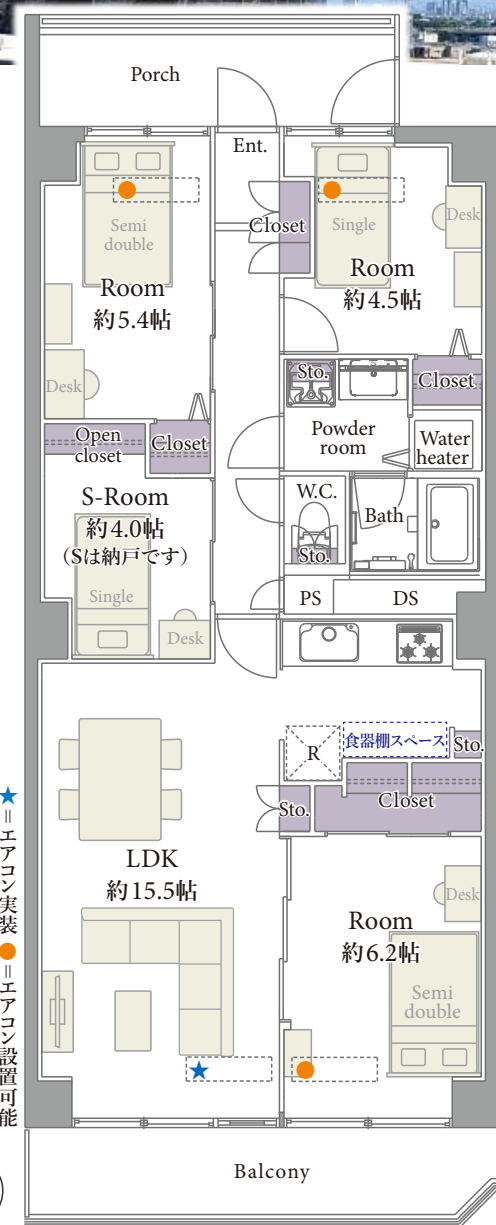 Porch
Ent.
Semi
double
Closet
Single
Desk
Room
約5.4帖
Room
約4.5帖
Desk
Sto.
Closet
Powder
room
Water
heater
Open
closet
Closet
S-Room
約4.0帖
(Sは納戸です)
W.C.
Bath
Sto.
Single
Desk
PS
DS
R
食器棚スペース
Sto.
Sto.
Closet
LDK
約15.5帖
Desk
Room
約6.2帖
Semi
double
★=エアコン実装 ●=エアコン設置可能
★
Balcony